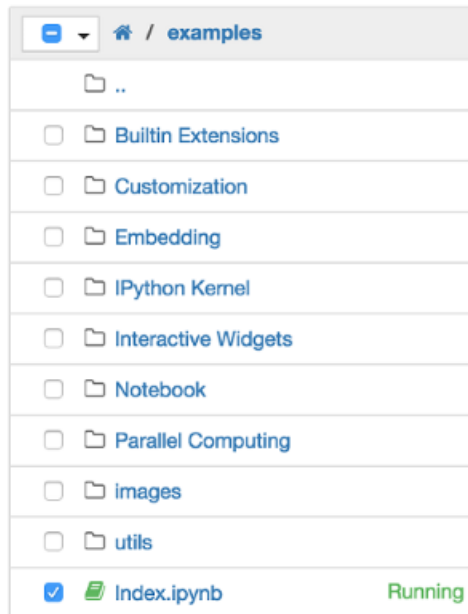 / examples
..
Builtin Extensions
Customization
Embedding
IPython Kernel
Interactive Widgets
Notebook
Parallel Computing
images
utils
Index.ipynb Running